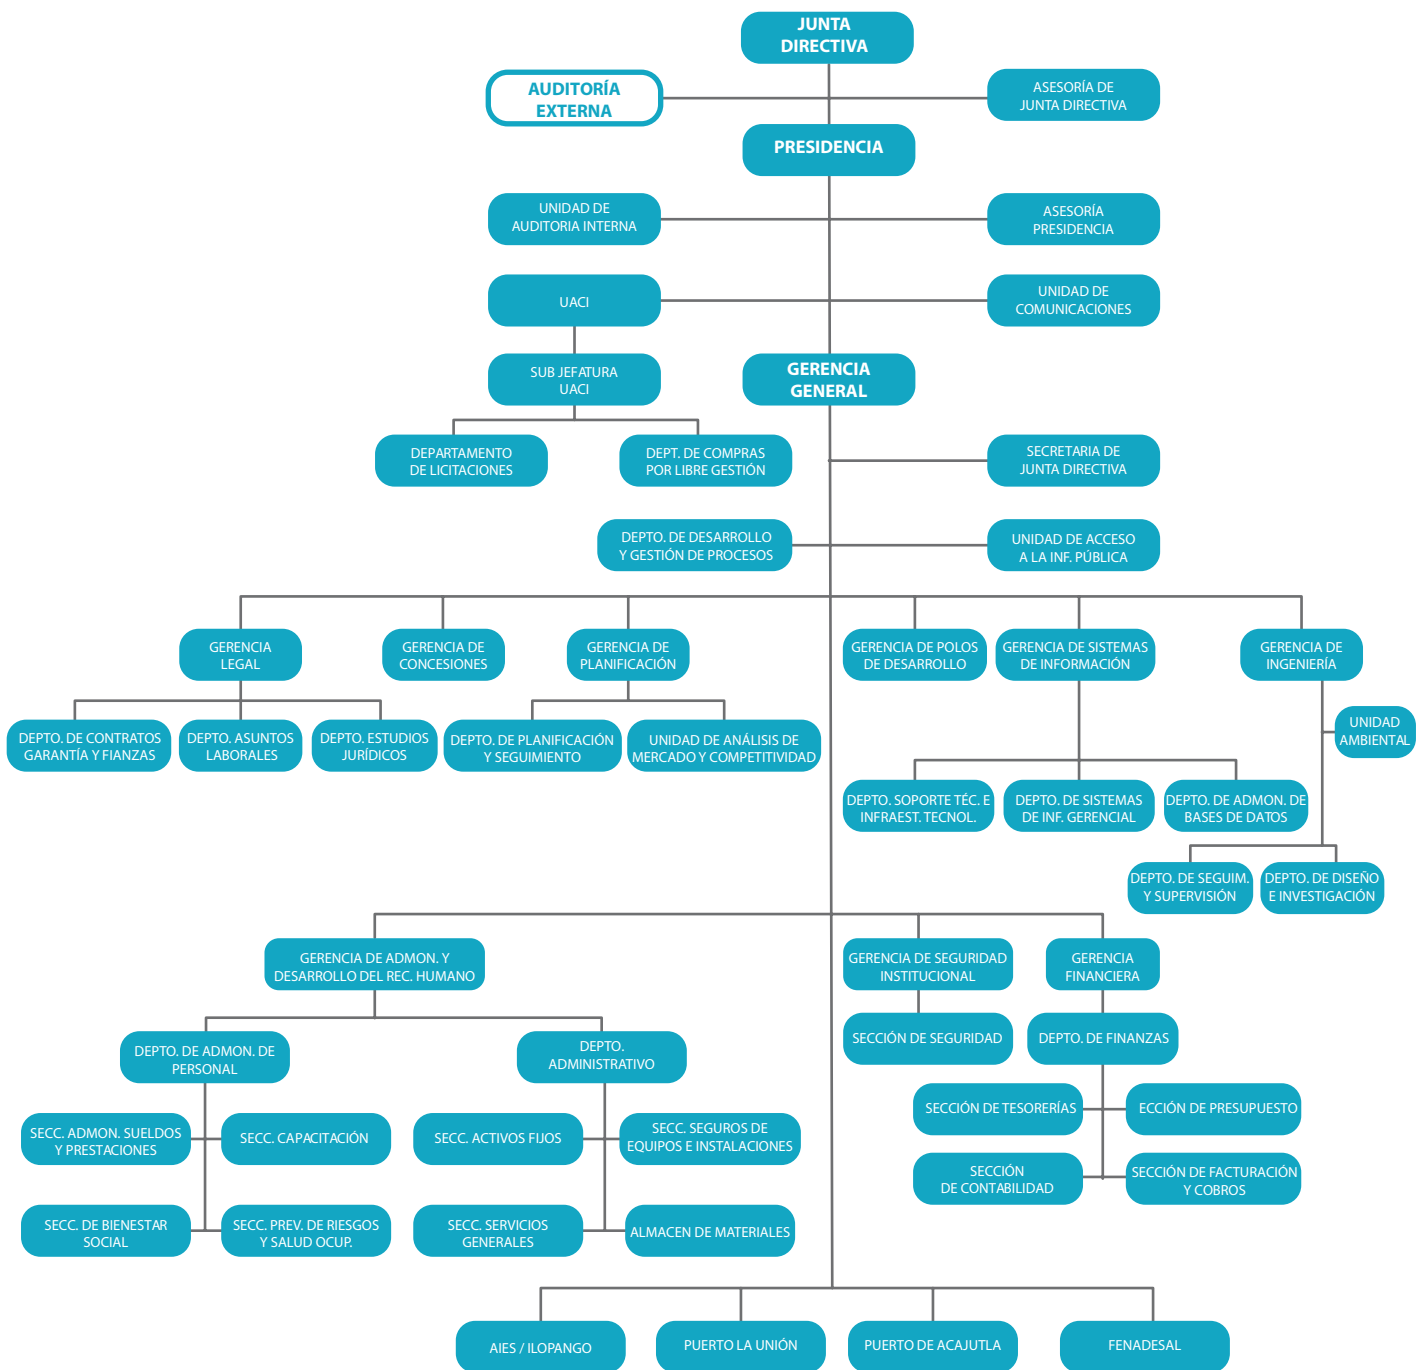 JUNTA
DIRECTIVA
AUDITORÍA
EXTERNA
ASESORÍA DE
JUNTA DIRECTIVA
PRESIDENCIA
UNIDAD DE
AUDITORIA INTERNA
ASESORÍA
PRESIDENCIA
UACI
UNIDAD DE
COMUNICACIONES
SUB JEFATURA
UACI
GERENCIA
GENERAL
DEPARTAMENTO
DE LICITACIONES
DEPT. DE COMPRAS
POR LIBRE GESTIÓN
SECRETARIA DE
JUNTA DIRECTIVA
DEPTO. DE DESARROLLO
Y GESTIÓN DE PROCESOS
UNIDAD DE ACCESO
A LA INF. PÚBLICA
GERENCIA
LEGAL
GERENCIA DE
CONCESIONES
GERENCIA DE
PLANIFICACIÓN
GERENCIA DE POLOS
DE DESARROLLO
GERENCIA DE SISTEMAS
DE INFORMACIÓN
GERENCIA DE
INGENIERÍA
DEPTO. DE CONTRATOS
GARANTÍA Y FIANZAS
DEPTO. ASUNTOS
LABORALES
DEPTO. ESTUDIOS
JURÍDICOS
DEPTO. DE PLANIFICACIÓN
Y SEGUIMIENTO
UNIDAD DE ANÁLISIS DE
MERCADO Y COMPETITIVIDAD
UNIDAD
AMBIENTAL
DEPTO. SOPORTE TÉC. E
INFRAEST. TECNOL.
DEPTO. DE SISTEMAS
DE INF. GERENCIAL
DEPTO. DE ADMON. DE
BASES DE DATOS
DEPTO. DE SEGUIM.
Y SUPERVISIÓN
DEPTO. DE DISEÑO
E INVESTIGACIÓN
GERENCIA DE ADMON. Y
DESARROLLO DEL REC. HUMANO
GERENCIA DE SEGURIDAD
INSTITUCIONAL
GERENCIA
FINANCIERA
DEPTO. DE ADMON. DE
PERSONAL
DEPTO.
ADMINISTRATIVO
SECCIÓN DE SEGURIDAD
DEPTO. DE FINANZAS
SECC. ADMON. SUELDOS
Y PRESTACIONES
SECC. CAPACITACIÓN
SECC. ACTIVOS FIJOS
SECC. SEGUROS DE
EQUIPOS E INSTALACIONES
SECCIÓN DE TESORERÍAS
ECCIÓN DE PRESUPUESTO
SECCIÓN
DE CONTABILIDAD
SECCIÓN DE FACTURACIÓN
Y COBROS
SECC. DE BIENESTAR
SOCIAL
SECC. PREV. DE RIESGOS
Y SALUD OCUP.
SECC. SERVICIOS
GENERALES
ALMACEN DE MATERIALES
AIES / ILOPANGO
PUERTO LA UNIÓN
PUERTO DE ACAJUTLA
FENADESAL